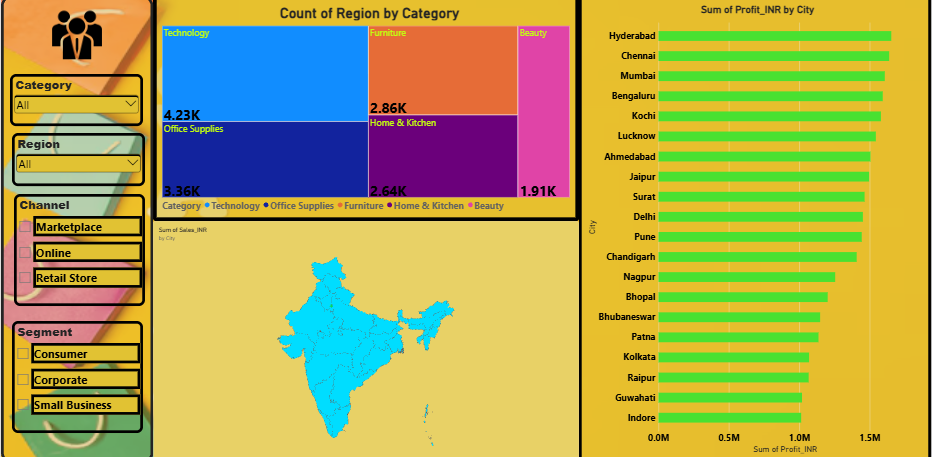 Category
All
Region
All
Channel
Marketplace
Online
Retail Store
Segment
Consumer
Corporate
Small Business
Count of Region by Category
Technology
4.23K
Office Supplies
3.36K
Furniture
2.86K
Home & Kitchen
2.64K
Beauty
1.91K
Category Technology Office Supplies Furniture Home & Kitchen Beauty
Sum of Sales_INR
by City
Sum of Profit_INR by City
City
Hyderabad
Chennai
Mumbai
Bengaluru
Kochi
Lucknow
Ahmedabad
Jaipur
Surat
Delhi
Pune
Chandigarh
Nagpur
Bhopal
Bhubaneswar
Patna
Kolkata
Raipur
Guwahati
Indore
0.0M 0.5M 1.0M 1.5M
Sum of Profit_INR